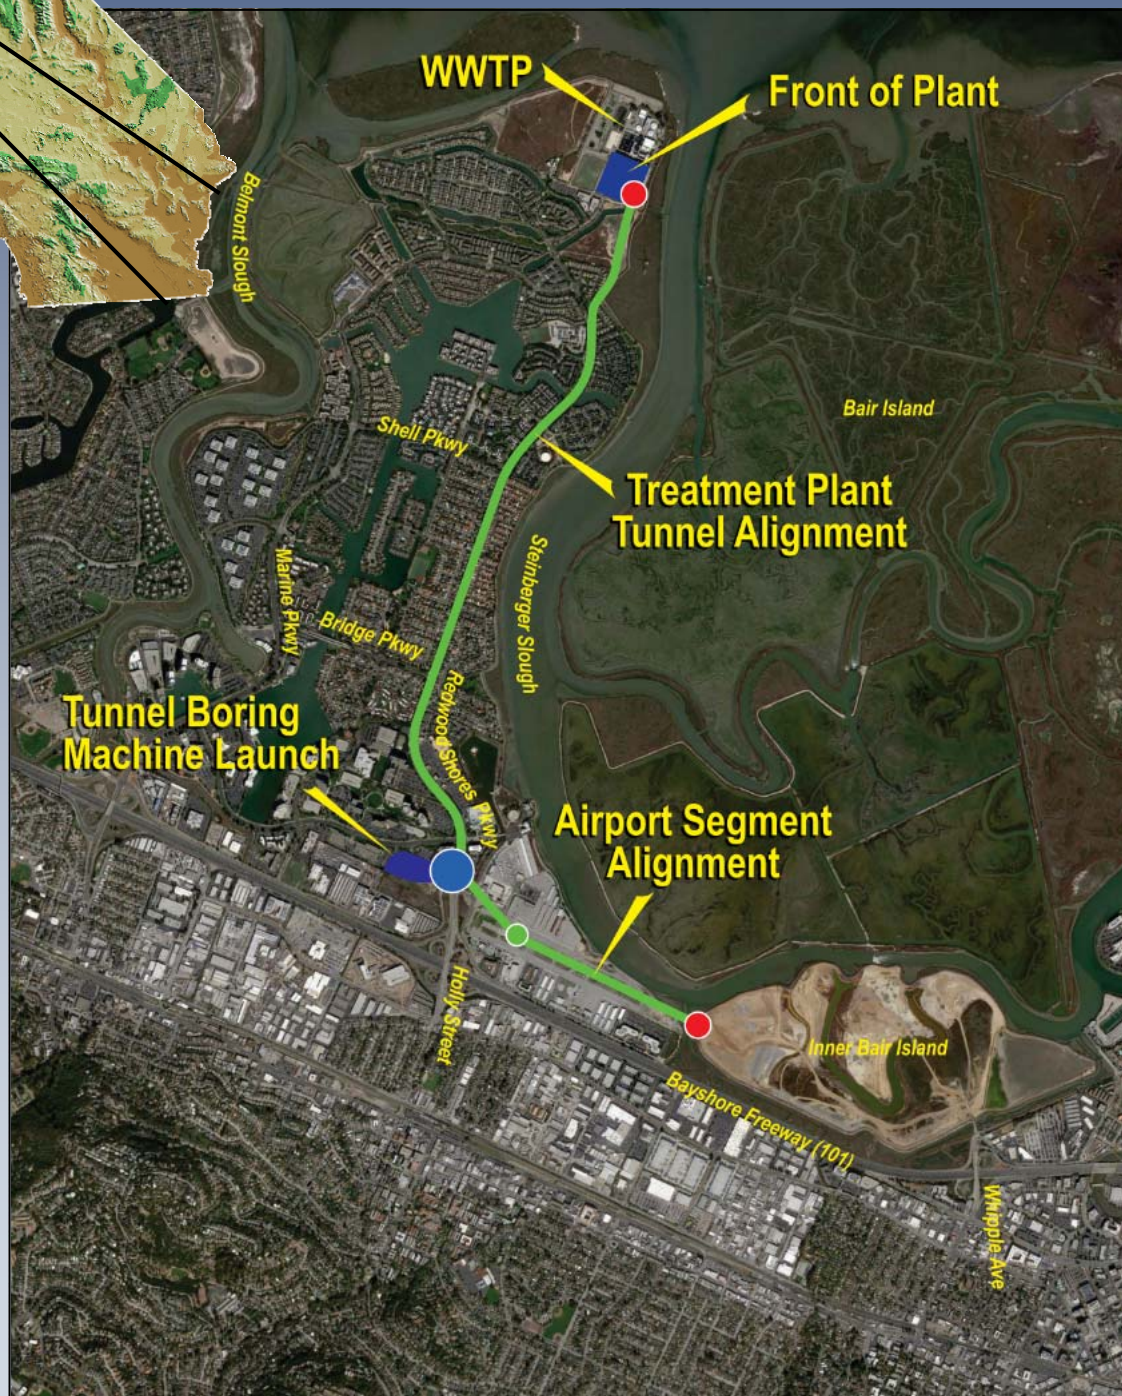 WWTP
Front of Plant
Belmont Slough
Bair Island
Shell Pkwy
Treatment Plant
Tunnel Alignment
Steinberger Slough
Marine Pkwy
Bridge Pkwy
Redwood Shores Pkwy
Tunnel Boring
Machine Launch
Airport Segment
Alignment
Holly Street
Inner Bair Island
Bayshore Freeway (101)
Whipple Ave